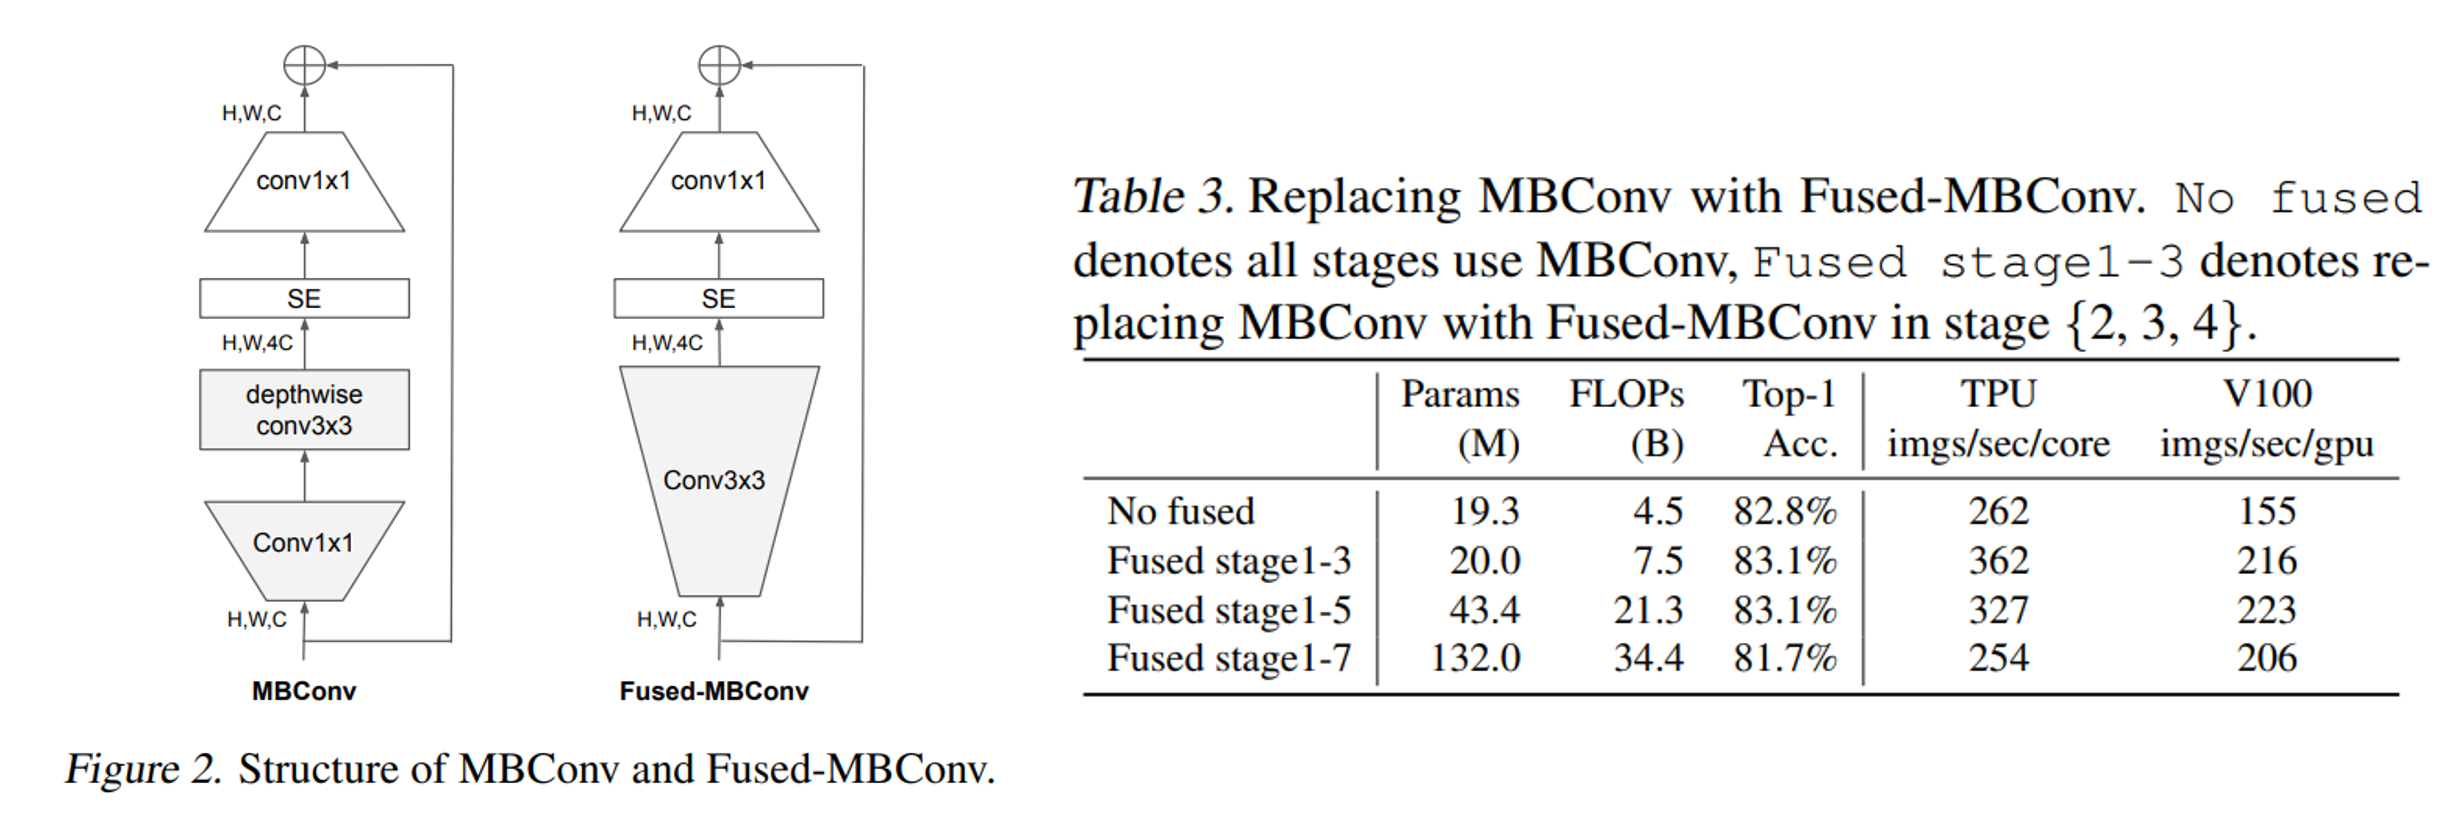 H,W,C
conv1x1
SE
H,W,4C
depthwise
conv3x3
Conv1x1
H,W,C
MBConv
H,W,C
conv1x1
SE
H,W,4C
Conv3x3
H,W,C
Fused-MBConv
Figure 2. Structure of MBConv and Fused-MBConv.
Table 3. Replacing MBConv with Fused-MBConv. No fused
denotes all stages use MBConv, Fused stage1-3 denotes re-
placing MBConv with Fused-MBConv in stage {2, 3, 4}.
Params FLOPs Top-1 TPU V100
(M) (B) Acc. imgs/sec/core imgs/sec/gpu
No fused 19.3 4.5 82.8% 262 155
Fused stage1-3 20.0 7.5 83.1% 362 216
Fused stage1-5 43.4 21.3 83.1% 327 223
Fused stage1-7 132.0 34.4 81.7% 254 206